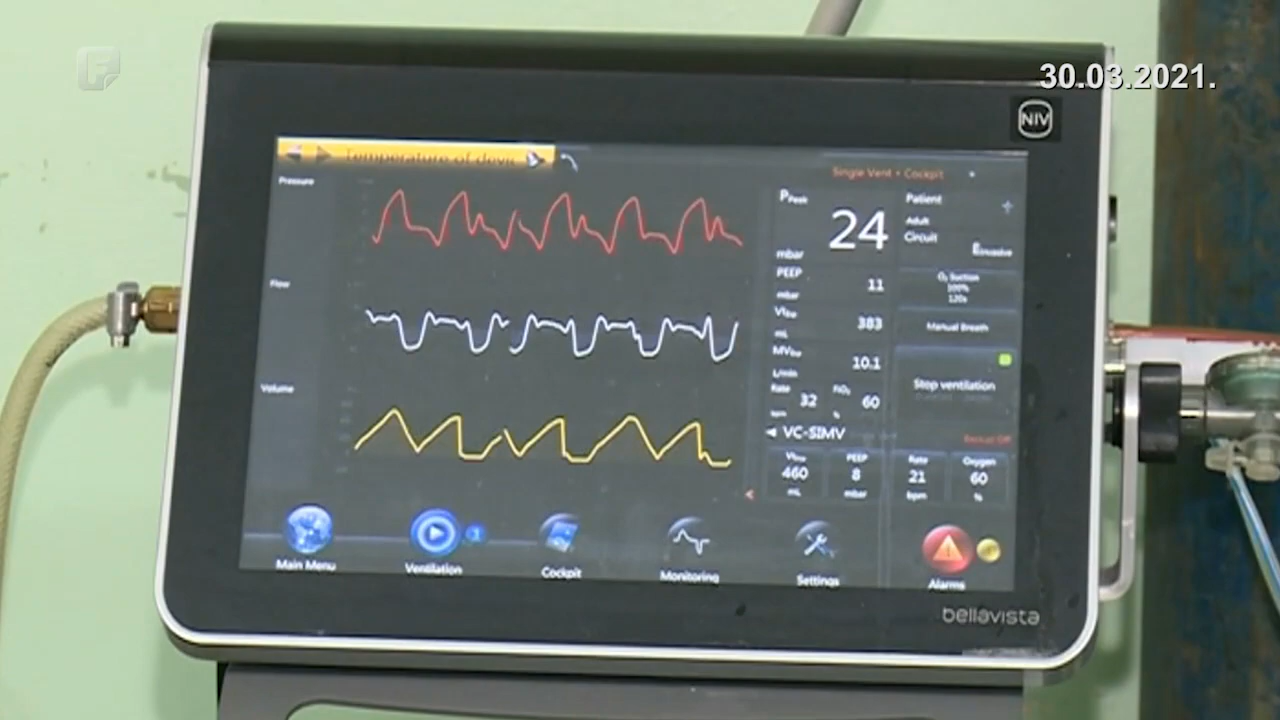 F
30.03.2021.
NIV
Temperature of devi
Single Vent • Cockpit
Pressure
Flow
Volume
PPeak
24
mbar
PEEP
11
mbar
383
mL
10.1
L/min
Rate
32
bpm
FiO2
60
%
Patient
Adult
Circuit
O2 Suction
100%
120s
Manual Breath
Stop ventilation
VC-SIMV
460
mL
PEEP
8
mbar
Rate
21
bpm
Oxygen
60
%
Main Menu
Ventilation
Cockpit
Monitoring
Settings
Alarms
bellavista